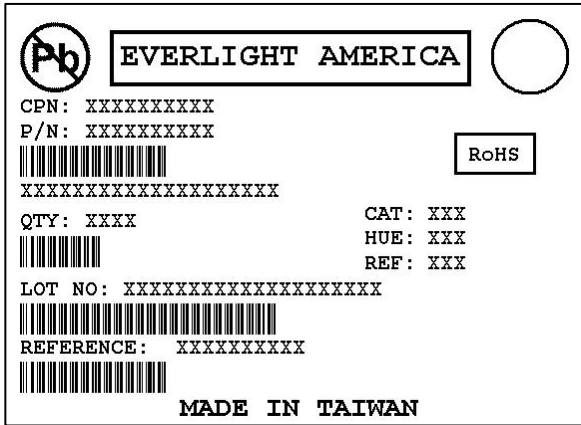 Pb
EVERLIGHT AMERICA
CPN: XXXXXXXXXX
P/N: XXXXXXXXXX
RoHS
XXXXXXXXXXXXXXXXXXXX
QTY: XXXX
CAT: XXX
HUE: XXX
REF: XXX
LOT NO: XXXXXXXXXXXXXXXXXXXX
REFERENCE: XXXXXXXXXX
MADE IN TAIWAN